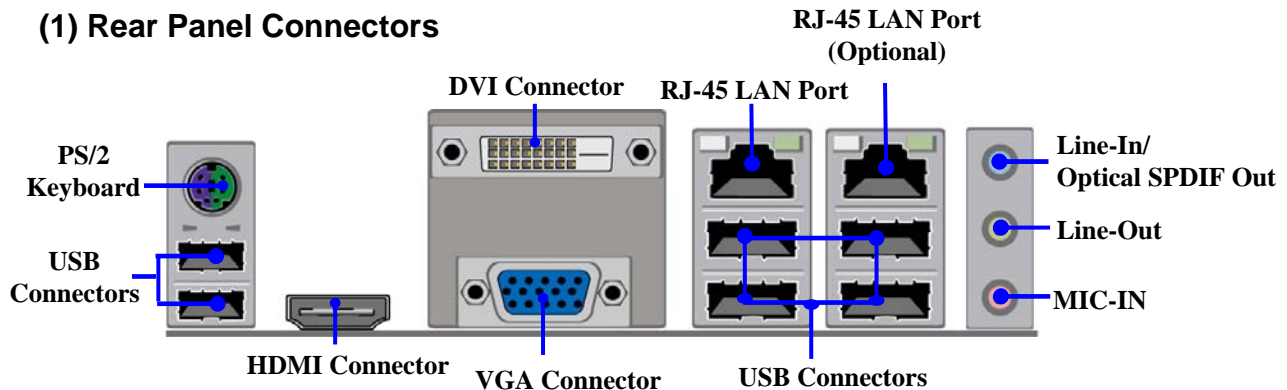 (1) Rear Panel Connectors
RJ-45 LAN Port
(Optional)
DVI Connector
RJ-45 LAN Port
PS/2
Keyboard
Line-In/
Optical SPDIF Out
Line-Out
USB
Connectors
MIC-IN
HDMI Connector
VGA Connector
USB Connectors